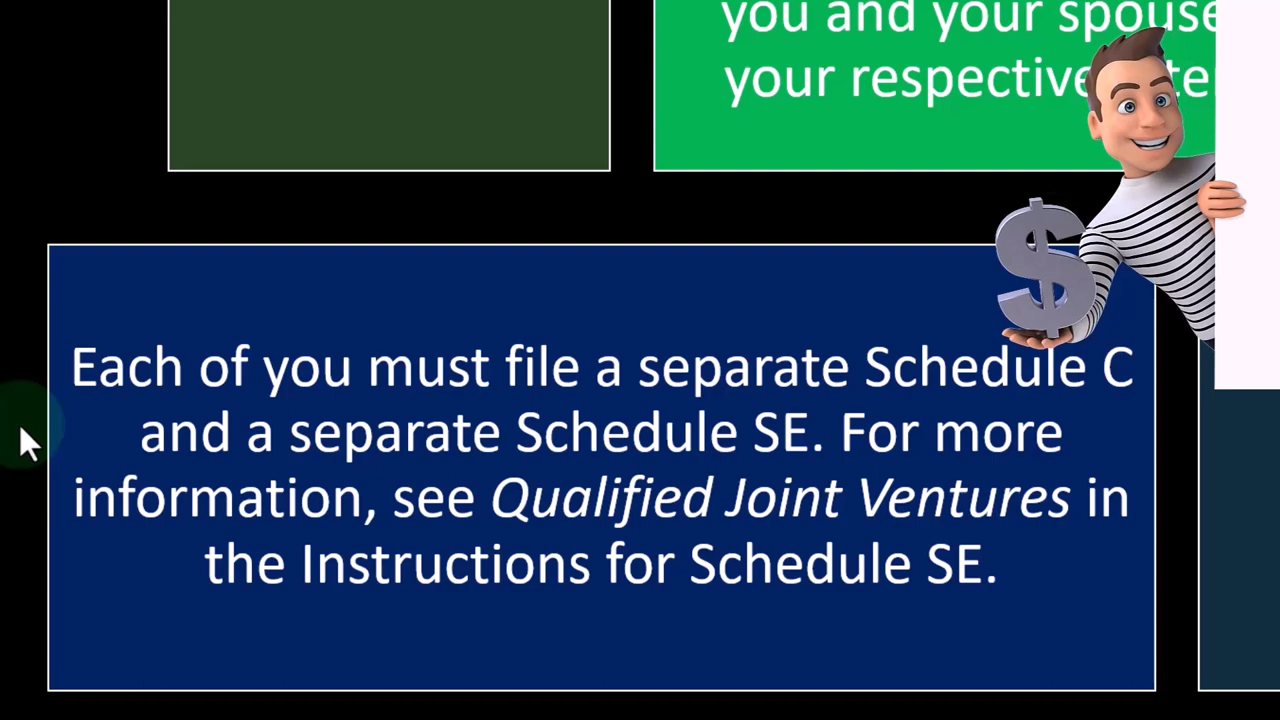 you and your spouse
your respective
Each of you must file a separate Schedule C
and a separate Schedule SE. For more
information, see Qualified Joint Ventures in
the Instructions for Schedule SE.